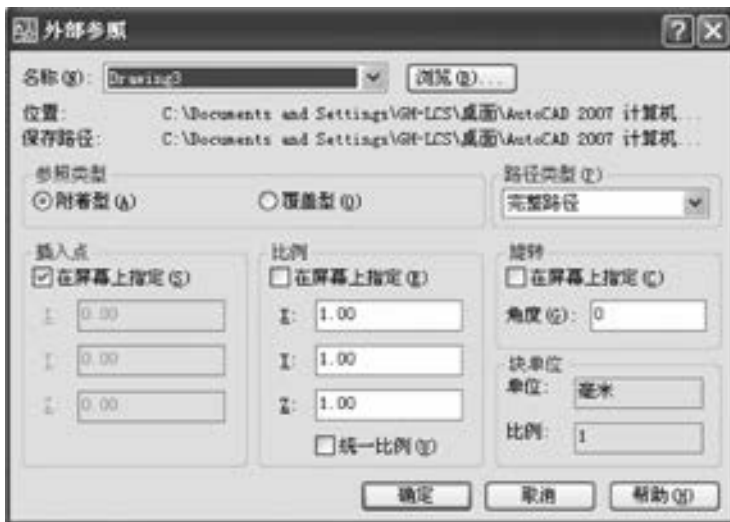 外部参照
名称(N): Drawing3 浏览(B)...
位置: C:\Documents and Settings\GM-LCS\桌面\AutoCAD 2007 计算机...
保存路径: C:\Documents and Settings\GM-LCS\桌面\AutoCAD 2007 计算机...
参照类型
附着型(A) 覆盖型(O)
路径类型(P)
完整路径
插入点
在屏幕上指定(S)
X: 0.00
Y: 0.00
Z: 0.00
比例
在屏幕上指定(E)
X: 1.00
Y: 1.00
Z: 1.00
统一比例(U)
旋转
在屏幕上指定(C)
角度(G): 0
块单位
单位: 毫米
比例: 1
确定 取消 帮助(H)